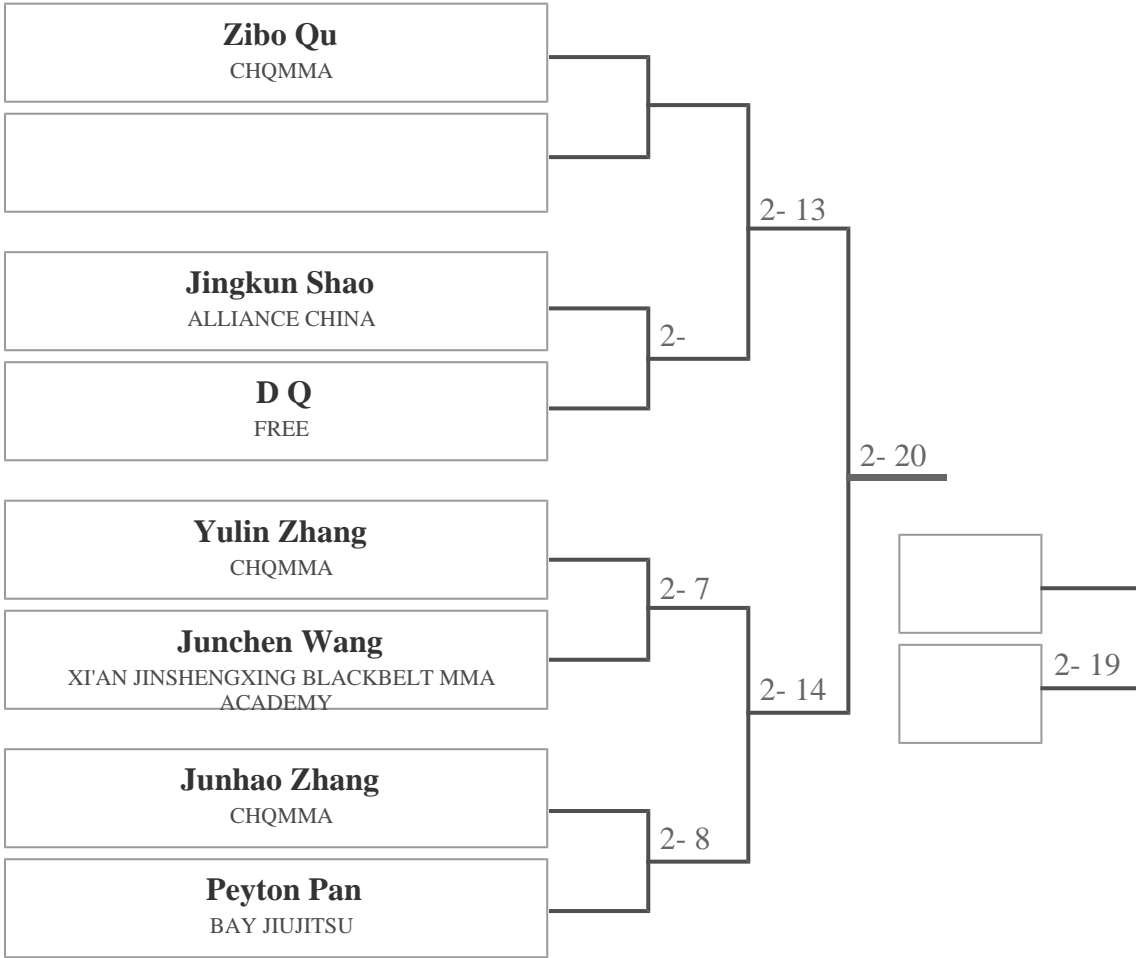 Zibo Qu
CHQMMA
2- 13
Jingkun Shao
ALLIANCE CHINA
2-
D Q
FREE
2- 20
Yulin Zhang
CHQMMA
2- 7
Junchen Wang
XI'AN JINSHENGXING BLACKBELT MMA
ACADEMY
2- 14
2- 19
Junhao Zhang
CHQMMA
2- 8
Peyton Pan
BAY JIUJITSU